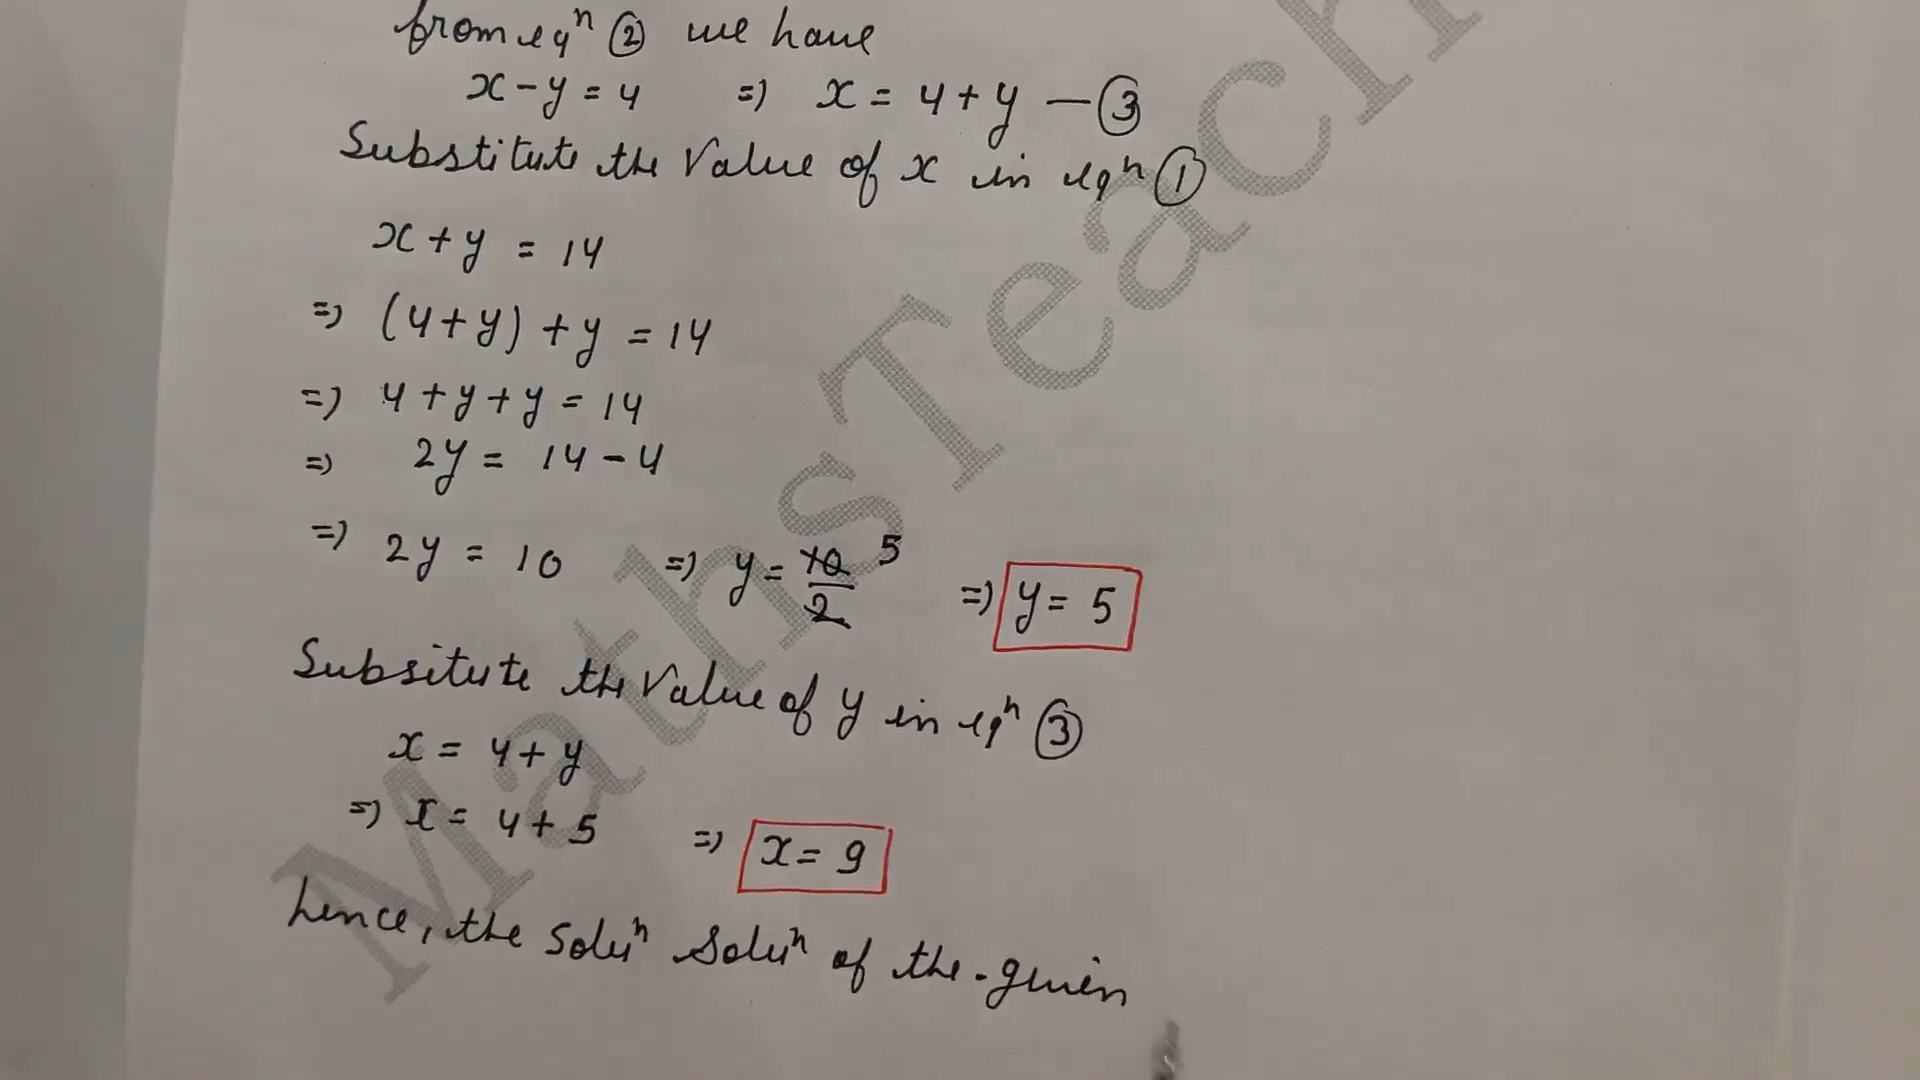 from eqⁿ ② we have
x - y = 4 => x = 4 + y — ③
Substitute the Value of x in eqⁿ ①
x + y = 14
=> (4 + y) + y = 14
=> 4 + y + y = 14
=> 2y = 14 - 4
=> 2y = 10 => y = 10/2 5 => y = 5
Subsitute the Value of y in eqⁿ ③
x = 4 + y
=> x = 4 + 5 => x = 9
hence, the Soluⁿ Soluⁿ of the given
MathsTeach